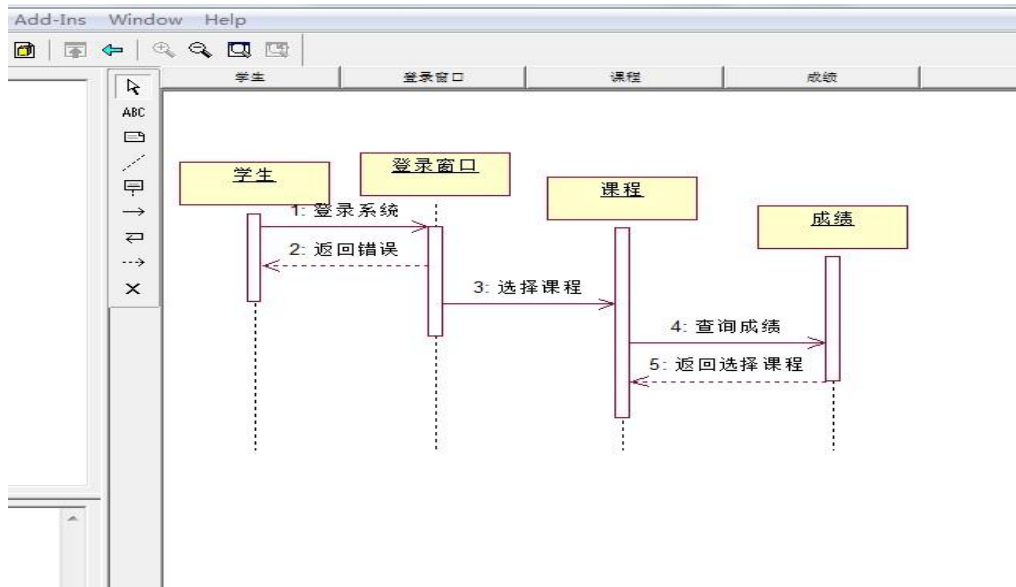 Add-Ins Window Help
学生 登录窗口 课程 成绩
ABC
学生
登录窗口
课程
成绩
1: 登录系统
2: 返回错误
3: 选择课程
4: 查询成绩
5: 返回选择课程